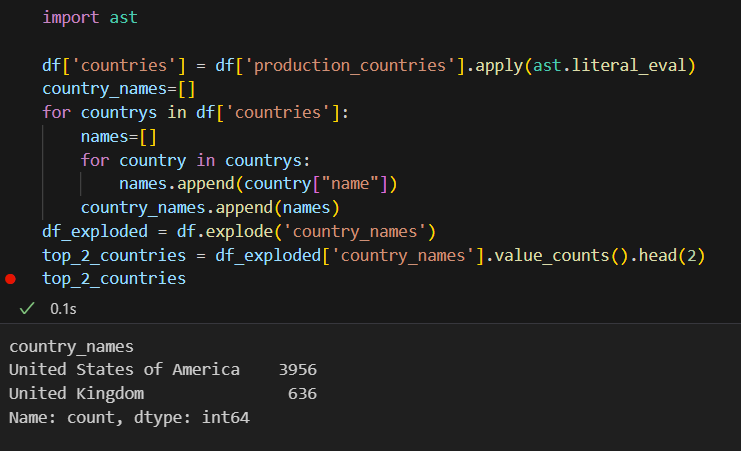 import ast
df['countries'] = df['production_countries'].apply(ast.literal_eval)
country_names=[]
for countrys in df['countries']:
    names=[]
    for country in countrys:
        names.append(country["name"])
    country_names.append(names)
df_exploded = df.explode('country_names')
top_2_countries = df_exploded['country_names'].value_counts().head(2)
top_2_countries
0.1s
country_names
United States of America    3956
United Kingdom               636
Name: count, dtype: int64